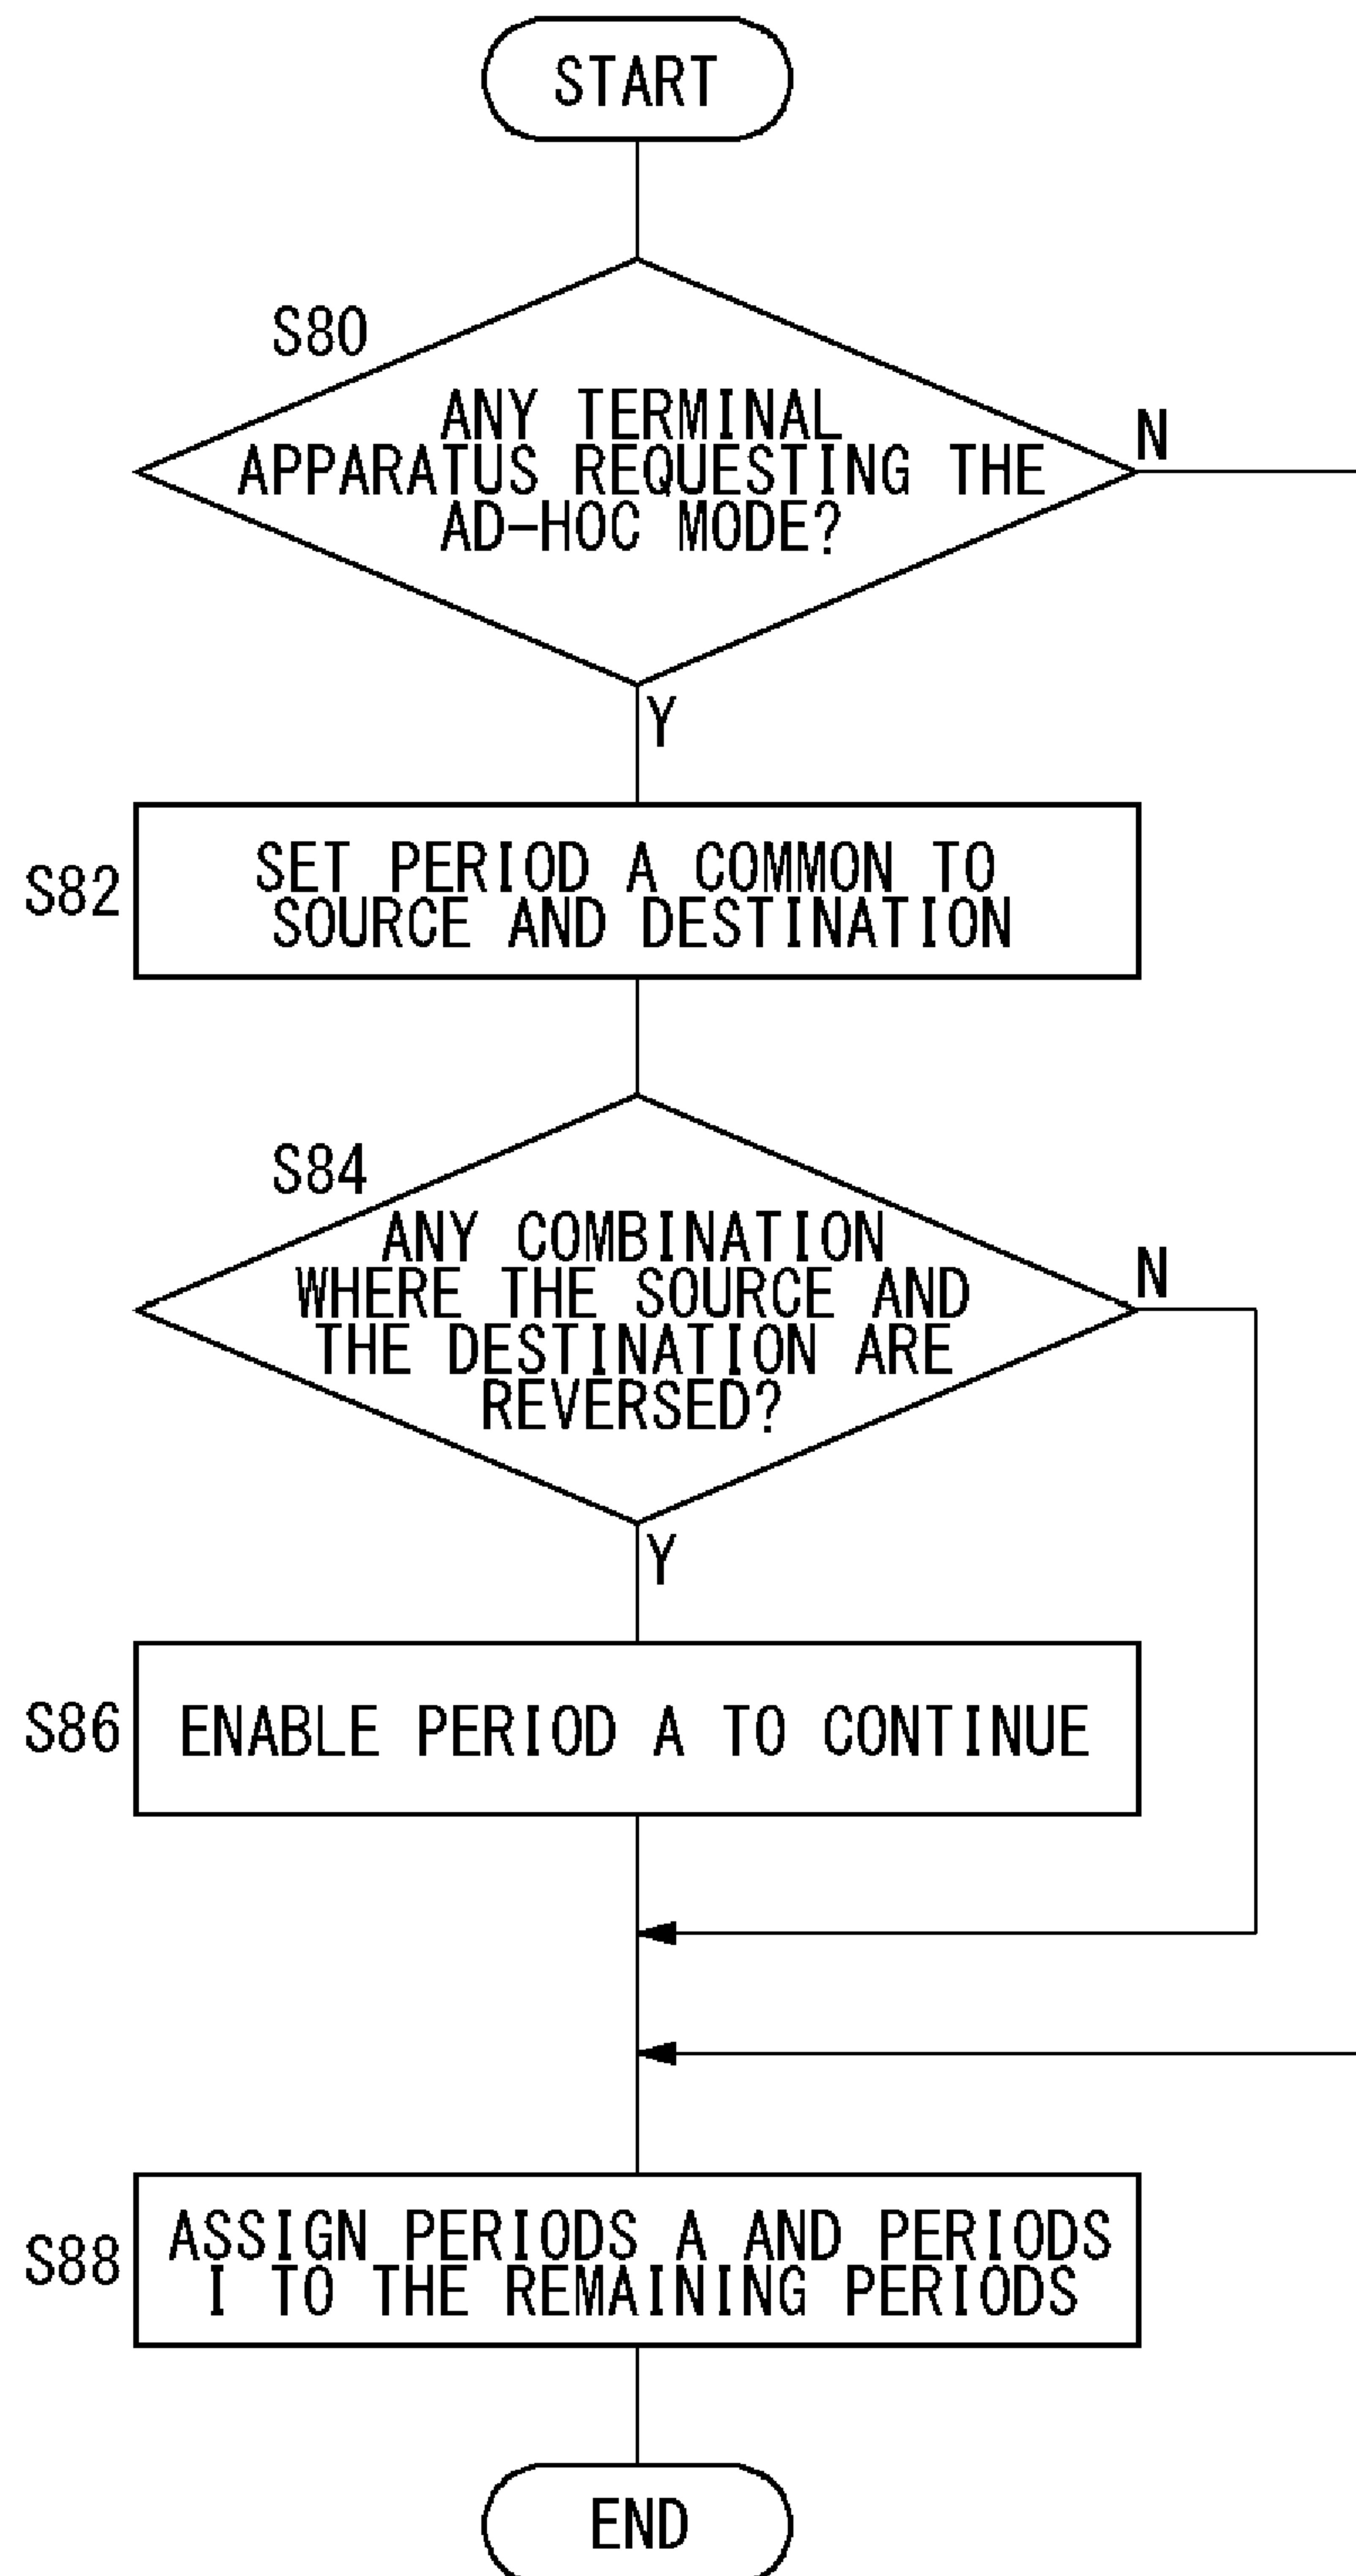 START
S80
ANY TERMINAL
APPARATUS REQUESTING THE
AD-HOC MODE?
N
Y
S82
SET PERIOD A COMMON TO
SOURCE AND DESTINATION
S84
ANY COMBINATION
WHERE THE SOURCE AND
THE DESTINATION ARE
REVERSED?
N
Y
S86
ENABLE PERIOD A TO CONTINUE
S88
ASSIGN PERIODS A AND PERIODS
I TO THE REMAINING PERIODS
END